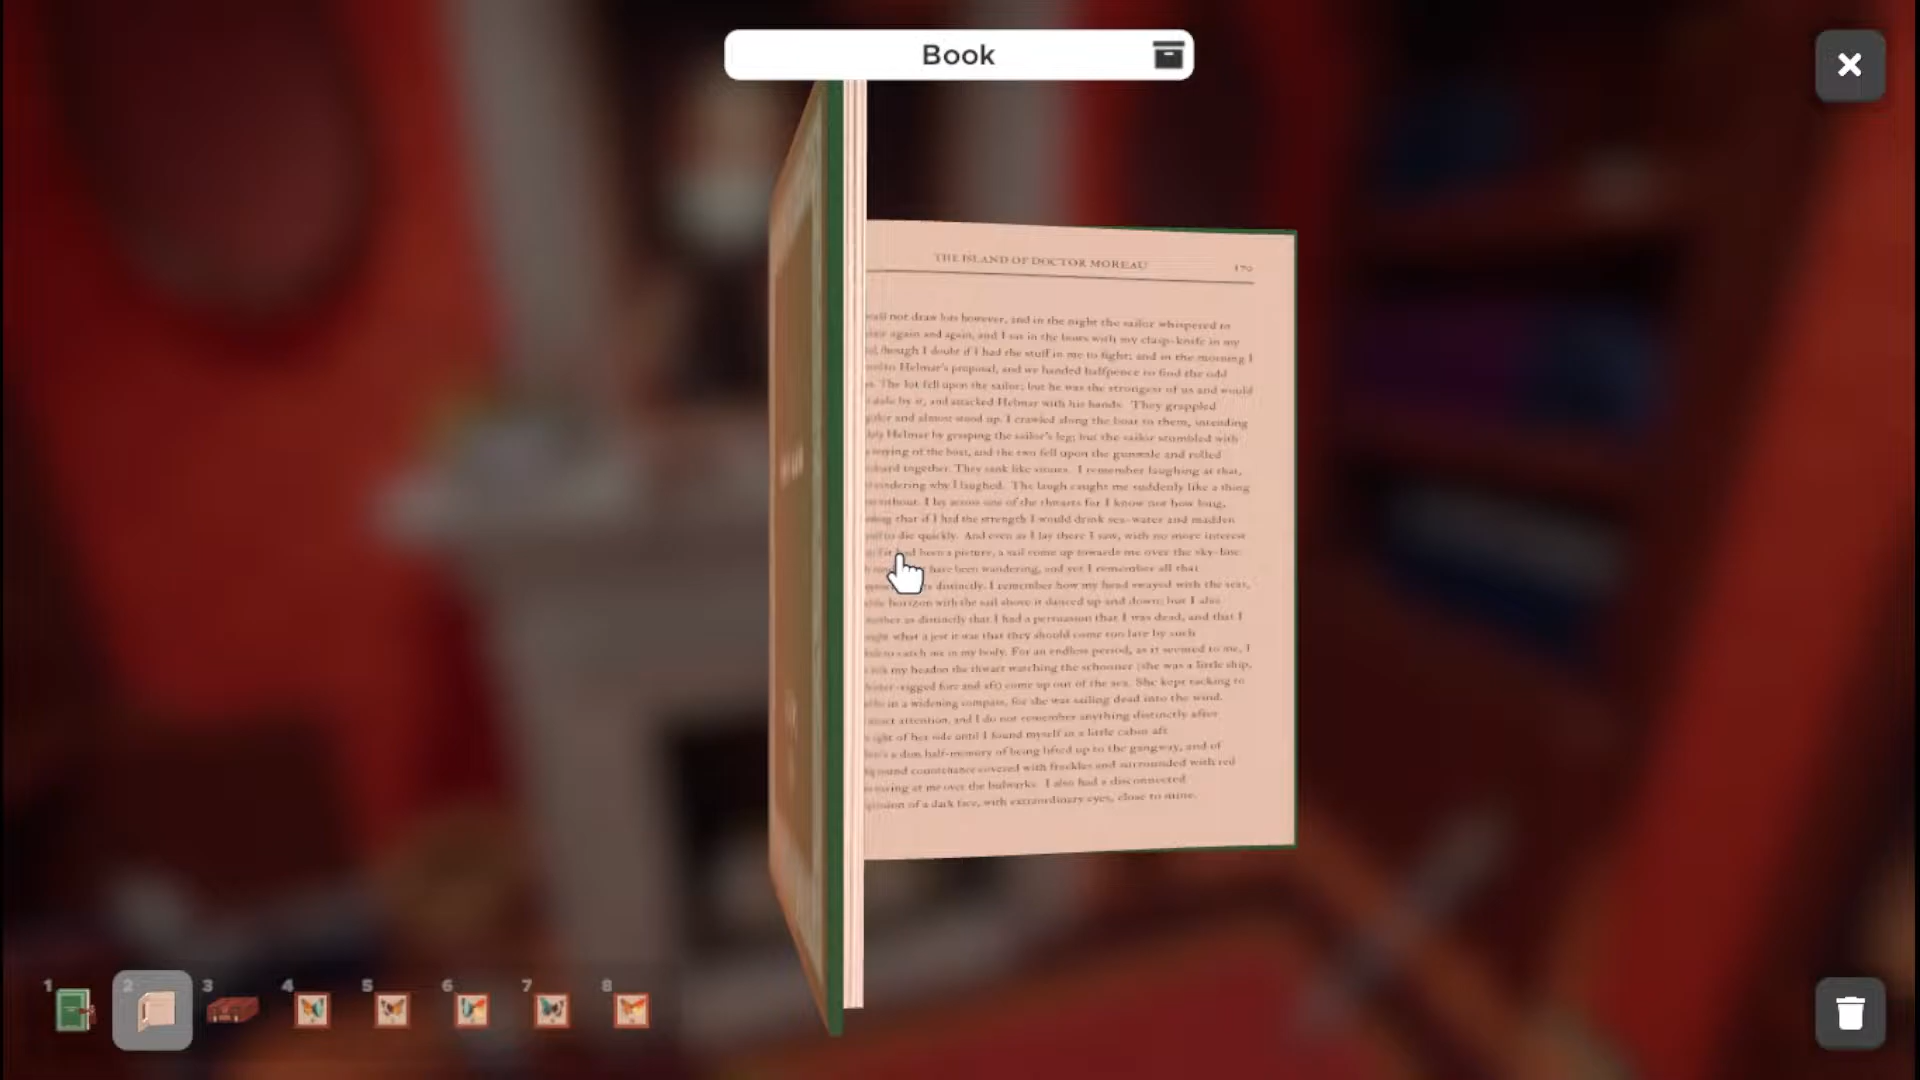 Book
THE ISLAND OF DOCTOR MOREAU 170
not draw lots however, and in the night the sailor whispered to
again and again, and I sat in the bows with my clasp-knife in my
though I doubt if I had the stuff in me to fight; and in the morning I
to Helmar's proposal, and we handed halfpence to find the odd
The lot fell upon the sailor; but he was the strongest of us and would
by it, and attacked Helmar with his hands. They grappled
and almost stood up. I crawled along the boat to them, intending
Helmar by grasping the sailor's leg; but the sailor stumbled with
of the boat, and the two fell upon the gunwale and rolled
together. They sank like stones. I remember laughing at that,
why I laughed. The laugh caught me suddenly like a thing
I lay across one of the thwarts for I know not how long,
that if I had the strength I would drink sea-water and madden
to die quickly. And even as I lay there I saw, with no more interest
had been a picture, a sail come up towards me over the sky-line.
have been wandering, and yet I remember all that
distinctly. I remember how my head swayed with the seas,
horizon with the sail above it danced up and down; but I also
as distinctly that I had a persuasion that I was dead, and that I
what a jest it was that they should come too late by such
to catch me in my body. For an endless period, as it seemed to me, I
my head on the thwart watching the schooner (she was a little ship,
rigged fore and aft) come up out of the sea. She kept tacking to
in a widening compass, for she was sailing dead into the wind.
attention, and I do not remember anything distinctly after
of her side until I found myself in a little cabin aft
a dim half-memory of being lifted up to the gangway, and of
round countenance covered with freckles and surrounded with red
at me over the bulwarks. I also had a disconnected
of a dark face, with extraordinary eyes, close to mine.
1 2 3 4 5 6 7 8